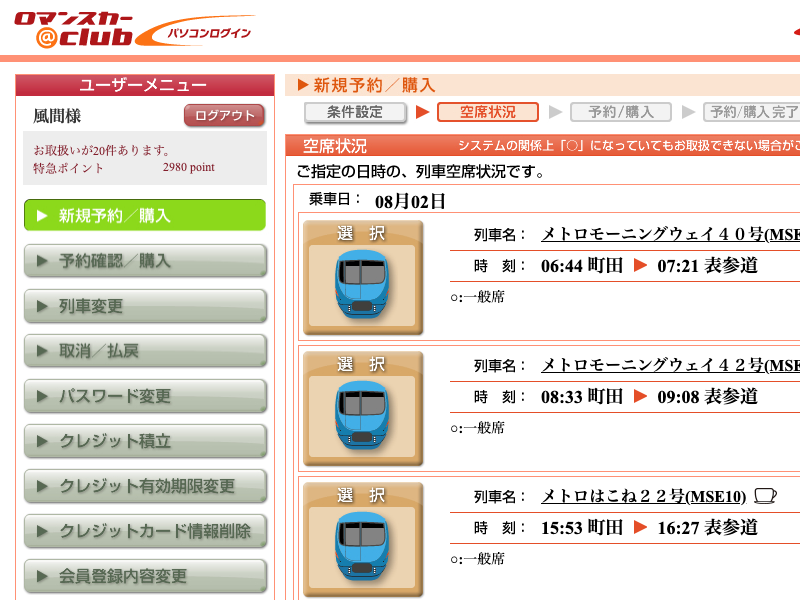 ロマンスカー
@club
パソコンログイン
ユーザーメニュー
風間様
ログアウト
お取扱いが20件あります。
特急ポイント 2980 point
新規予約／購入
予約確認／購入
列車変更
取消／払戻
パスワード変更
クレジット積立
クレジット有効期限変更
クレジットカード情報削除
会員登録内容変更
新規予約／購入
条件設定
空席状況
予約/購入
予約/購入完了
空席状況 システムの関係上「○」になっていてもお取扱できない場合が
ご指定の日時の、列車空席状況です。
乗車日： 08月02日
選 択
列車名： メトロモーニングウェイ４０号(MSE
時 刻： 06:44 町田 ▶ 07:21 表参道
○:一般席
選 択
列車名： メトロモーニングウェイ４２号(MSE
時 刻： 08:33 町田 ▶ 09:08 表参道
○:一般席
選 択
列車名： メトロはこね２２号(MSE10)
時 刻： 15:53 町田 ▶ 16:27 表参道
○:一般席